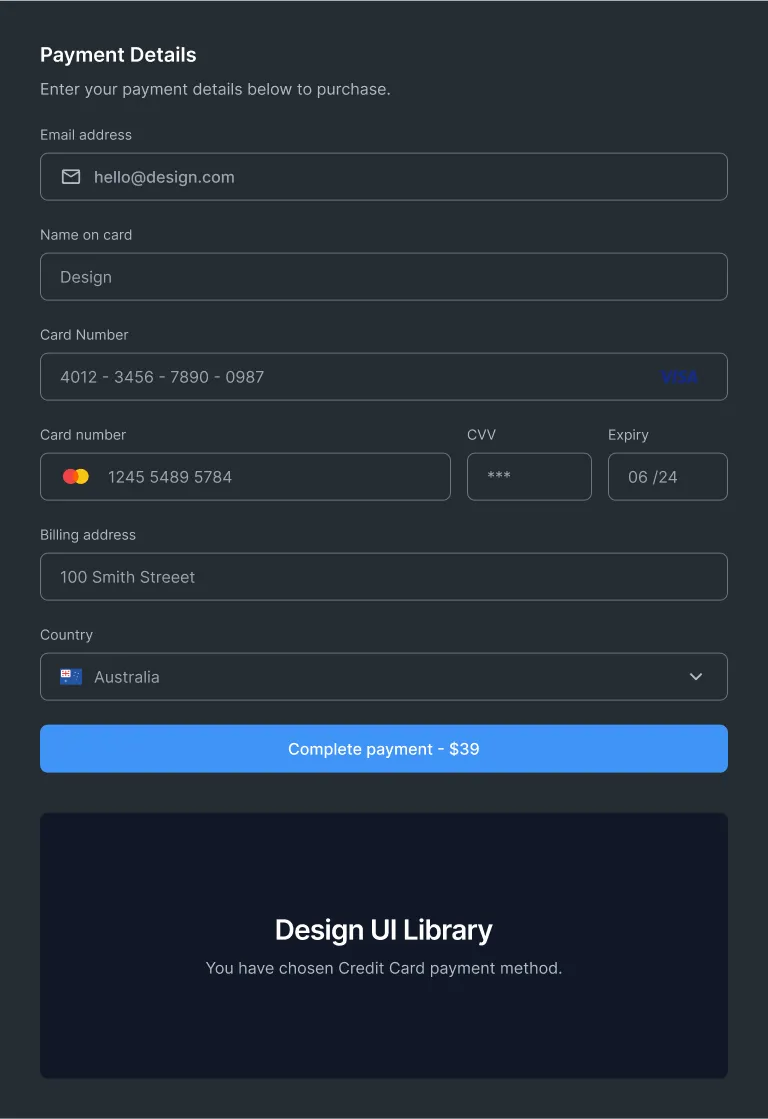 Payment Details
Enter your payment details below to purchase.
Email address
hello@design.com
Name on card
Design
Card Number
4012 - 3456 - 7890 - 0987 VISA
Card number CVV Expiry
1245 5489 5784 *** 06 /24
Billing address
100 Smith Streeet
Country
Australia
Complete payment - $39
Design UI Library
You have chosen Credit Card payment method.